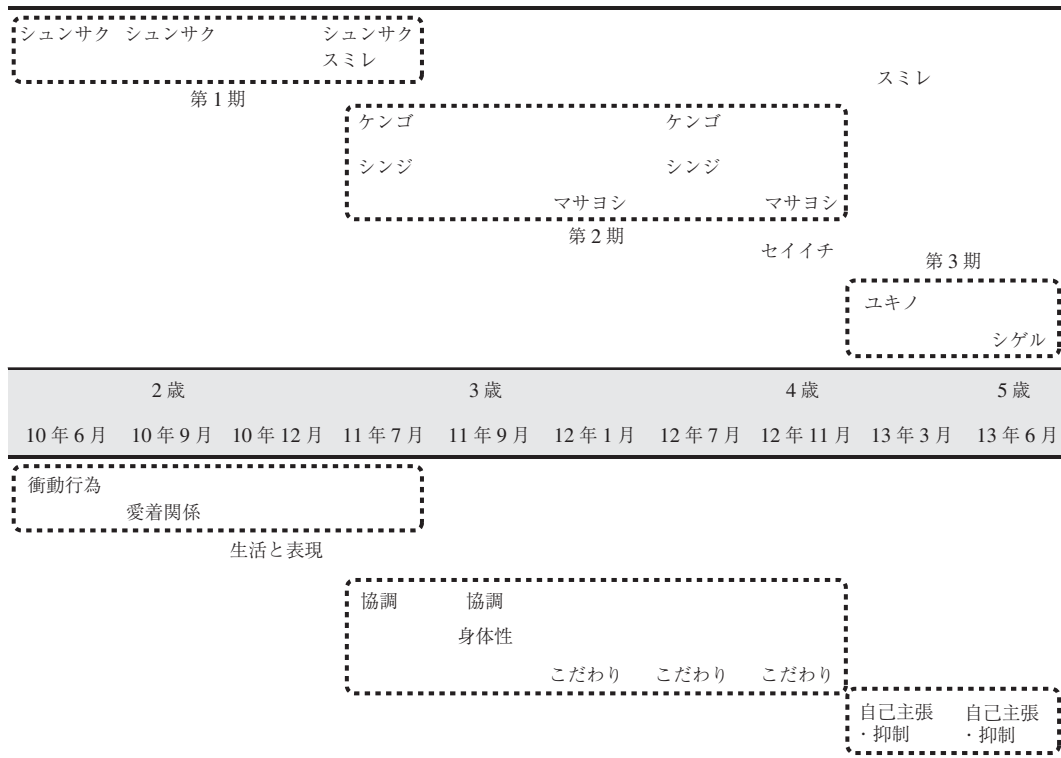 シュンサク シュンサク シュンサク
スミレ
スミレ
第1期
ケンゴ ケンゴ
シンジ シンジ
マサヨシ マサヨシ
第2期
セイイチ
第3期
ユキノ
シゲル
2歳 3歳 4歳 5歳
10年6月 10年9月 10年12月 11年7月 11年9月 12年1月 12年7月 12年11月 13年3月 13年6月
衝動行為
愛着関係
生活と表現
協調 協調
身体性
こだわり こだわり こだわり
自己主張 自己主張
・抑制 ・抑制